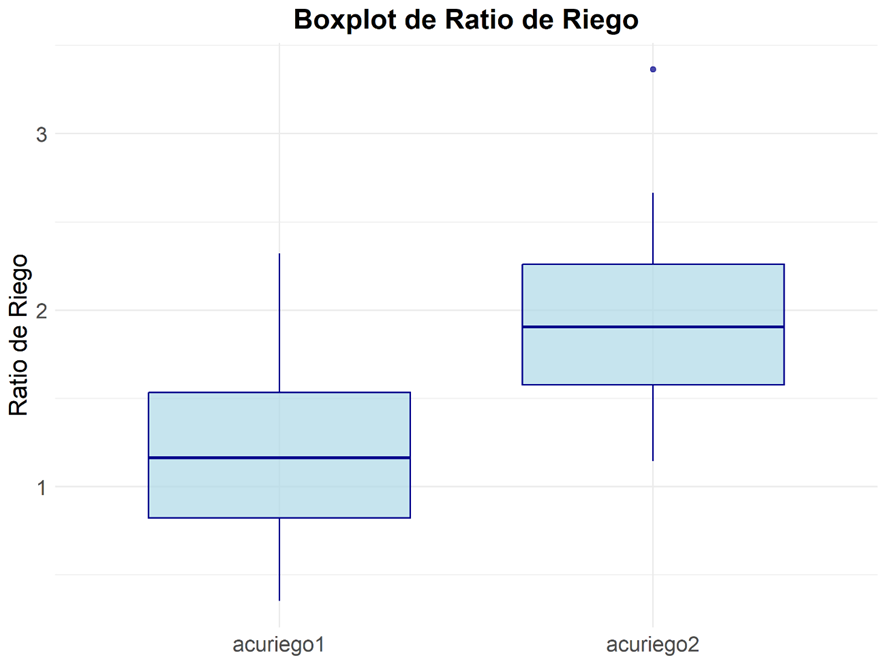 Boxplot de Ratio de Riego
Ratio de Riego
3
2
1
acuriego1
acuriego2